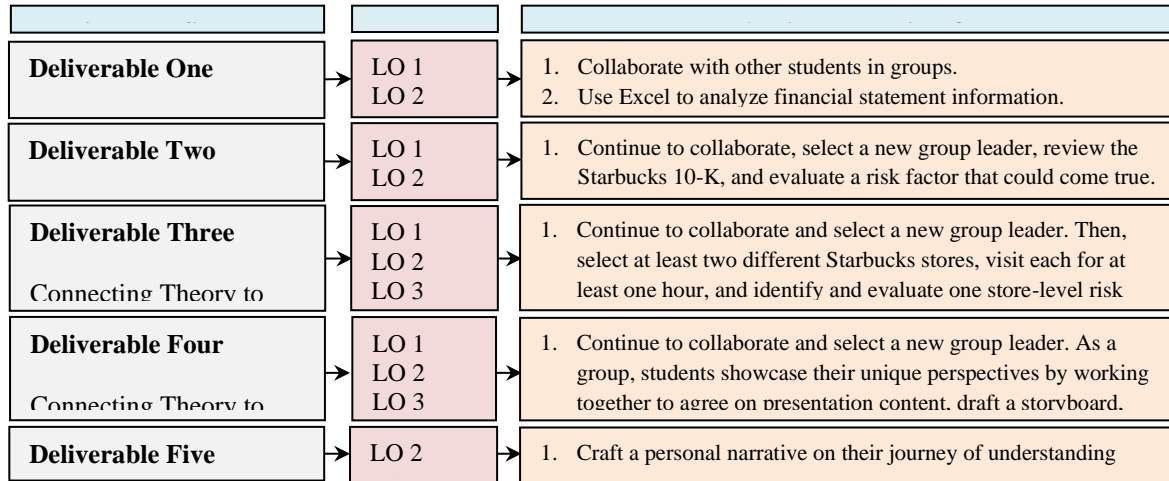 Deliverable One
LO 1
LO 2
1. Collaborate with other students in groups.
2. Use Excel to analyze financial statement information.
Deliverable Two
LO 1
LO 2
1. Continue to collaborate, select a new group leader, review the
Starbucks 10-K, and evaluate a risk factor that could come true.
Deliverable Three
Connecting Theory to
LO 1
LO 2
LO 3
1. Continue to collaborate and select a new group leader. Then,
select at least two different Starbucks stores, visit each for at
least one hour, and identify and evaluate one store-level risk
Deliverable Four
Connecting Theory to
LO 1
LO 2
LO 3
1. Continue to collaborate and select a new group leader. As a
group, students showcase their unique perspectives by working
together to agree on presentation content, draft a storyboard,
Deliverable Five
LO 2
1. Craft a personal narrative on their journey of understanding